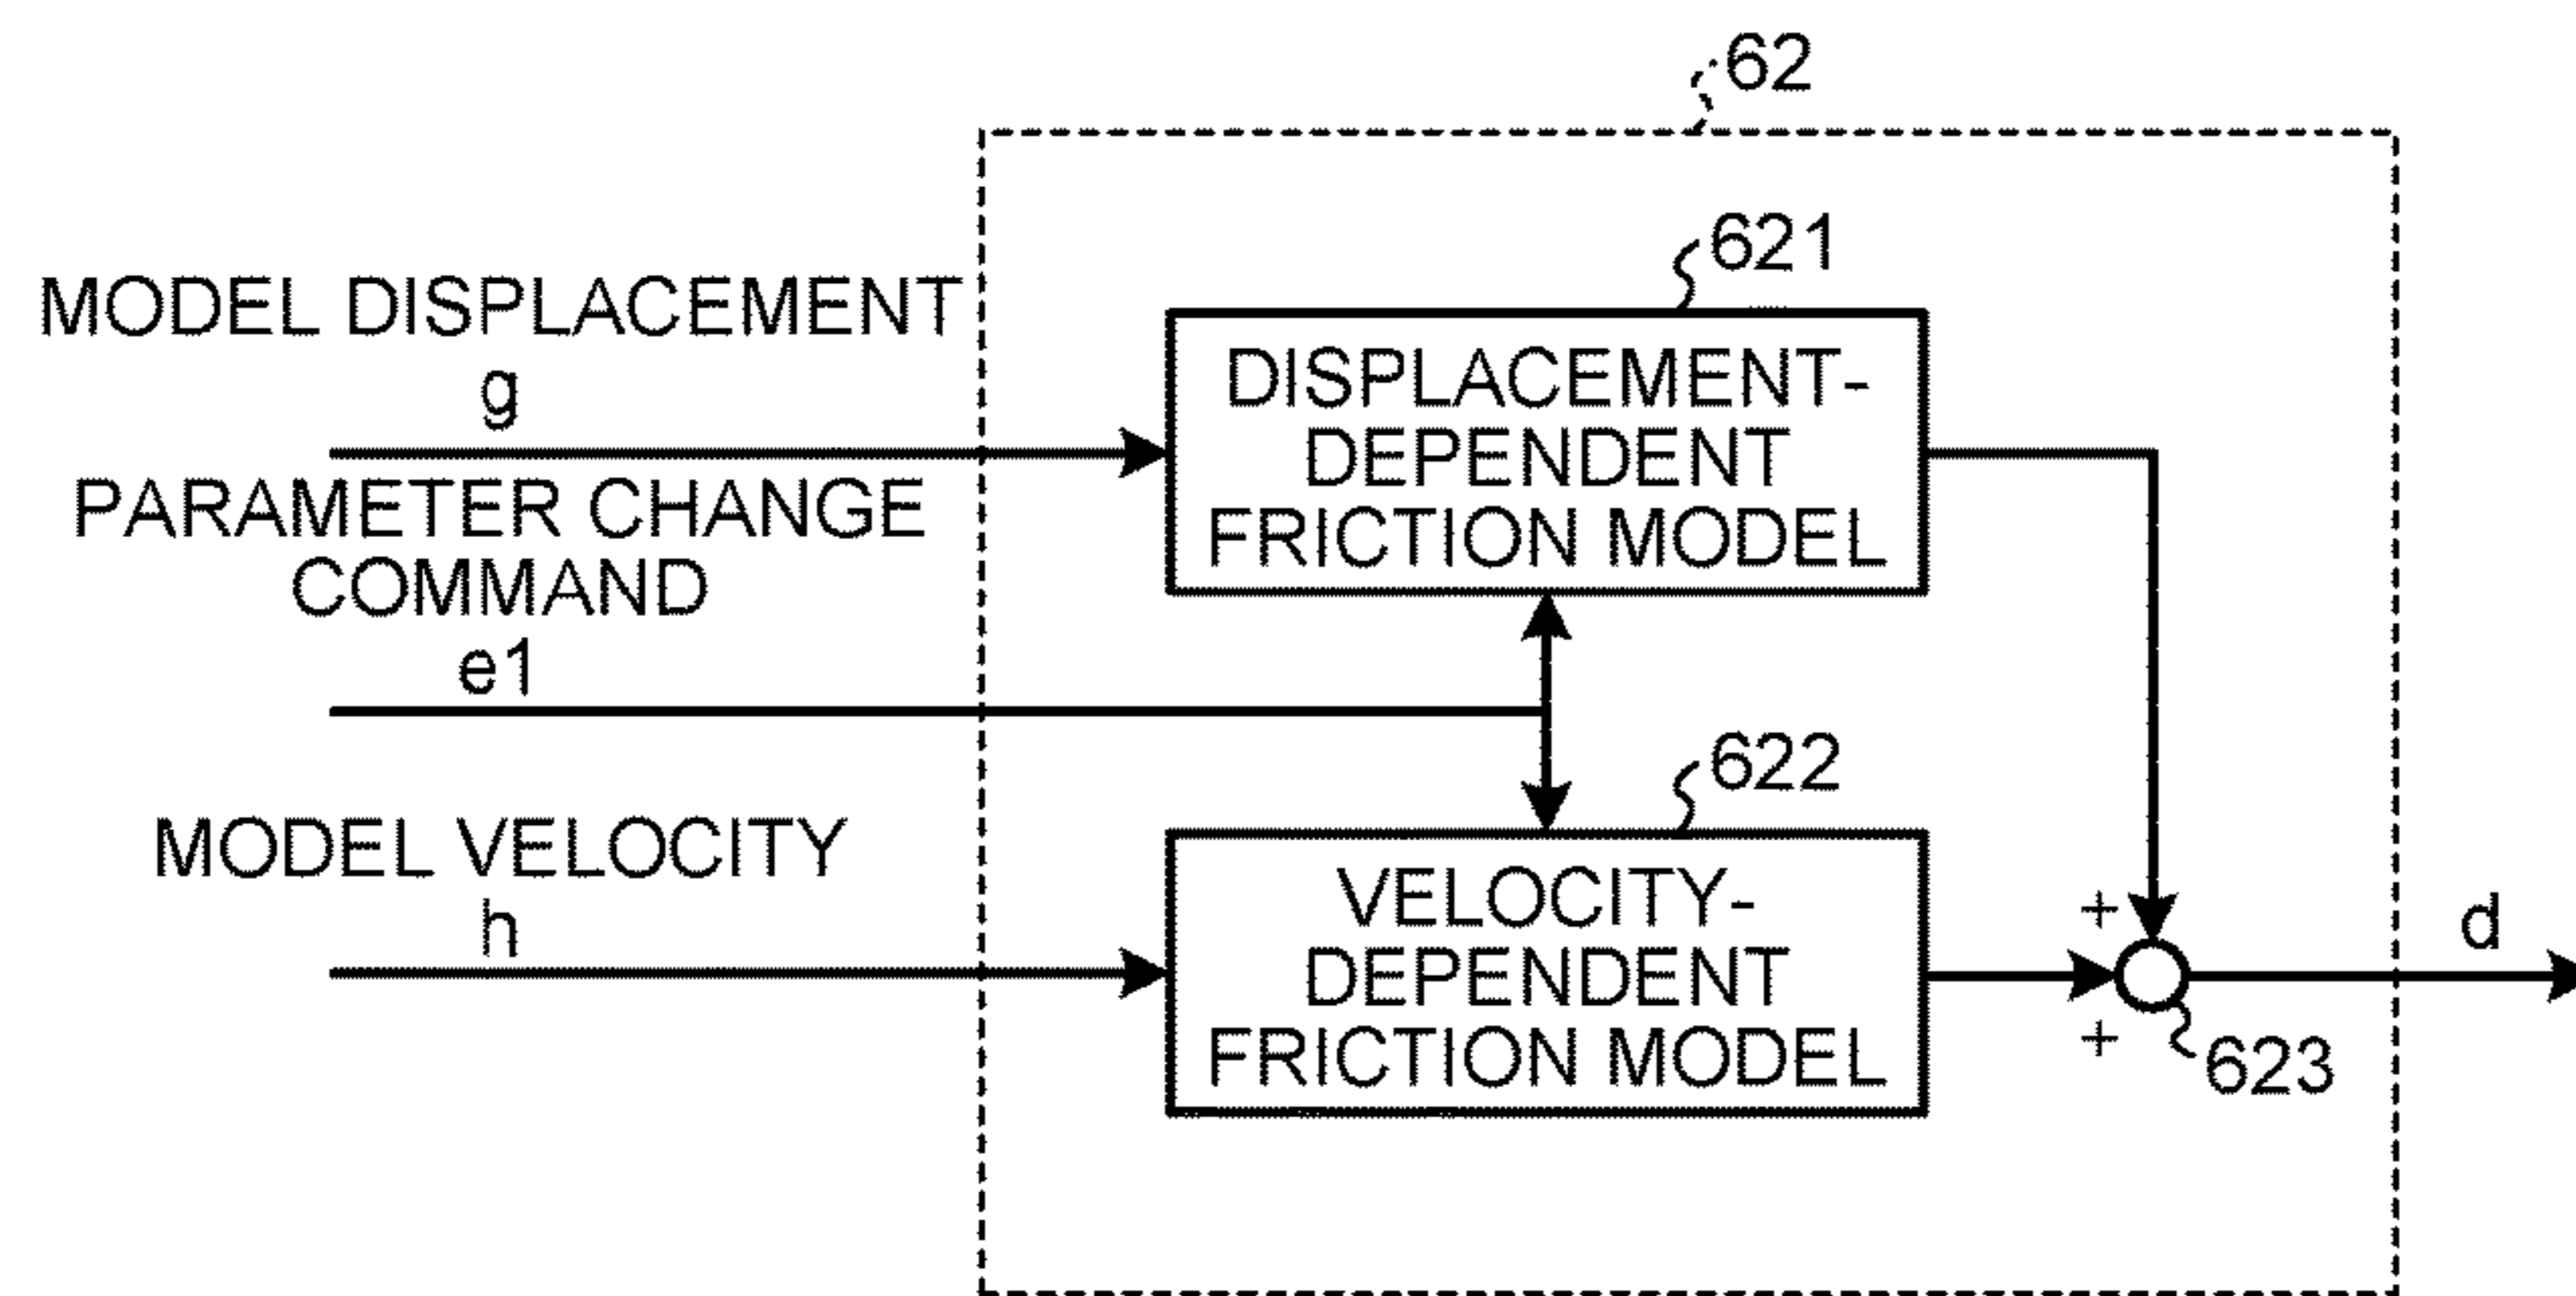 62
621
MODEL DISPLACEMENT
g
DISPLACEMENT-
DEPENDENT
FRICTION MODEL
PARAMETER CHANGE
COMMAND
e1
622
MODEL VELOCITY
h
VELOCITY-
DEPENDENT
FRICTION MODEL
+
+
d
623